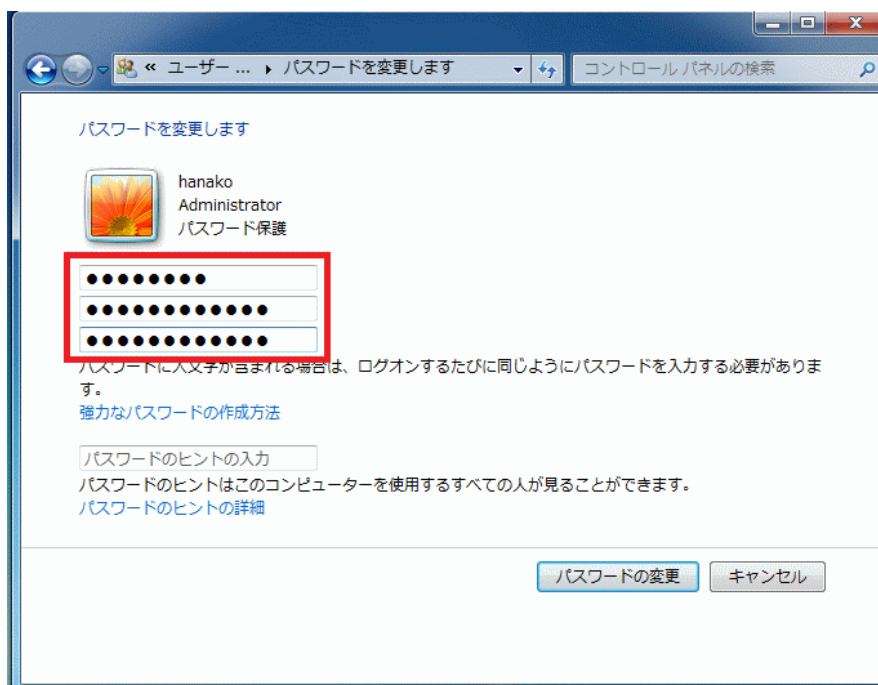 « ユーザー ... ▸ パスワードを変更します
コントロール パネルの検索
パスワードを変更します
hanako
Administrator
パスワード保護
●●●●●●●●
●●●●●●●●●●●●
●●●●●●●●●●●●
パスワードに大文字が含まれる場合は、ログオンするたびに同じようにパスワードを入力する必要がありま
す。
強力なパスワードの作成方法
パスワードのヒントの入力
パスワードのヒントはこのコンピューターを使用するすべての人が見ることができます。
パスワードのヒントの詳細
パスワードの変更
キャンセル